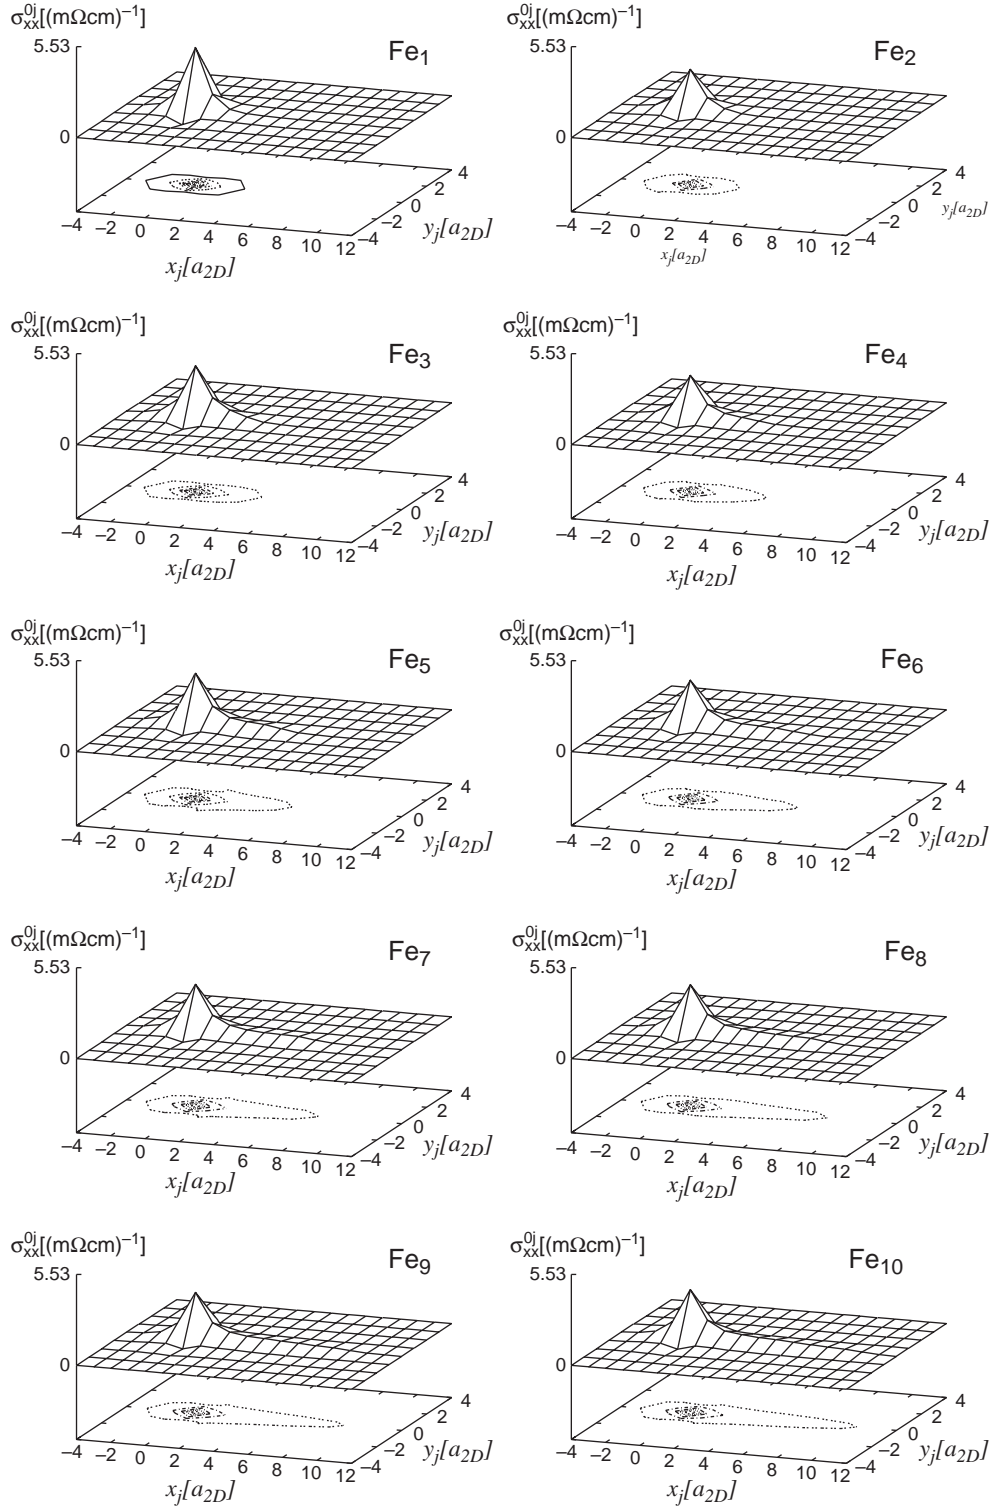 σ⁰ʲₓₓ[(mΩcm)⁻¹]
5.53
Fe₁
0
4
2
0
−2
−4
−4 −2 0 2 4 6 8 10 12
xⱼ[a₂D]
yⱼ[a₂D]
σ⁰ʲₓₓ[(mΩcm)⁻¹]
5.53
Fe₂
0
4
2
0
−2
−4
−4 −2 0 2 4 6 8 10 12
xⱼ[a₂D]
yⱼ[a₂D]
σ⁰ʲₓₓ[(mΩcm)⁻¹]
5.53
Fe₃
0
4
2
0
−2
−4
−4 −2 0 2 4 6 8 10 12
xⱼ[a₂D]
yⱼ[a₂D]
σ⁰ʲₓₓ[(mΩcm)⁻¹]
5.53
Fe₄
0
4
2
0
−2
−4
−4 −2 0 2 4 6 8 10 12
xⱼ[a₂D]
yⱼ[a₂D]
σ⁰ʲₓₓ[(mΩcm)⁻¹]
5.53
Fe₅
0
4
2
0
−2
−4
−4 −2 0 2 4 6 8 10 12
xⱼ[a₂D]
yⱼ[a₂D]
σ⁰ʲₓₓ[(mΩcm)⁻¹]
5.53
Fe₆
0
4
2
0
−2
−4
−4 −2 0 2 4 6 8 10 12
xⱼ[a₂D]
yⱼ[a₂D]
σ⁰ʲₓₓ[(mΩcm)⁻¹]
5.53
Fe₇
0
4
2
0
−2
−4
−4 −2 0 2 4 6 8 10 12
xⱼ[a₂D]
yⱼ[a₂D]
σ⁰ʲₓₓ[(mΩcm)⁻¹]
5.53
Fe₈
0
4
2
0
−2
−4
−4 −2 0 2 4 6 8 10 12
xⱼ[a₂D]
yⱼ[a₂D]
σ⁰ʲₓₓ[(mΩcm)⁻¹]
5.53
Fe₉
0
4
2
0
−2
−4
−4 −2 0 2 4 6 8 10 12
xⱼ[a₂D]
yⱼ[a₂D]
σ⁰ʲₓₓ[(mΩcm)⁻¹]
5.53
Fe₁₀
0
4
2
0
−2
−4
−4 −2 0 2 4 6 8 10 12
xⱼ[a₂D]
yⱼ[a₂D]